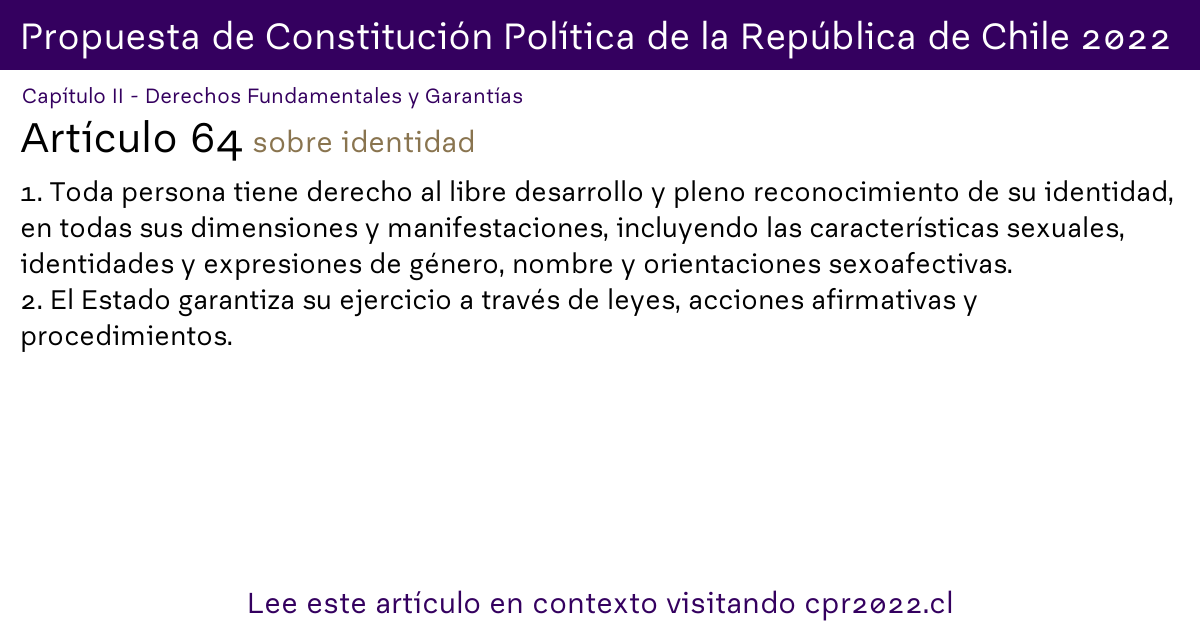 Propuesta de Constitución Política de la República de Chile 2022
Capítulo II - Derechos Fundamentales y Garantías
Artículo 64 sobre identidad
1. Toda persona tiene derecho al libre desarrollo y pleno reconocimiento de su identidad,
en todas sus dimensiones y manifestaciones, incluyendo las características sexuales,
identidades y expresiones de género, nombre y orientaciones sexoafectivas.
2. El Estado garantiza su ejercicio a través de leyes, acciones afirmativas y
procedimientos.
Lee este artículo en contexto visitando cpr2022.cl